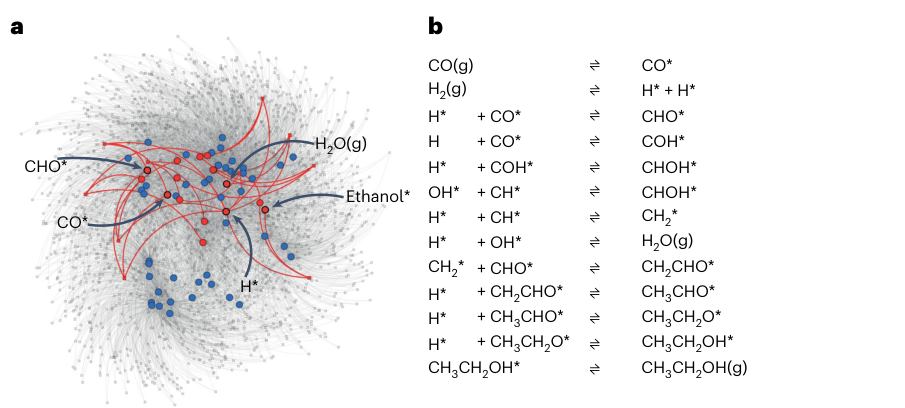 a
b
CHO*
CO*
H₂O(g)
Ethanol*
H*
CO(g) ⇌ CO*
H₂(g) ⇌ H* + H*
H* + CO* ⇌ CHO*
H + CO* ⇌ COH*
H* + COH* ⇌ CHOH*
OH* + CH* ⇌ CHOH*
H* + CH* ⇌ CH₂*
H* + OH* ⇌ H₂O(g)
CH₂* + CHO* ⇌ CH₂CHO*
H* + CH₂CHO* ⇌ CH₃CHO*
H* + CH₃CHO* ⇌ CH₃CH₂O*
H* + CH₃CH₂O* ⇌ CH₃CH₂OH*
CH₃CH₂OH* ⇌ CH₃CH₂OH(g)